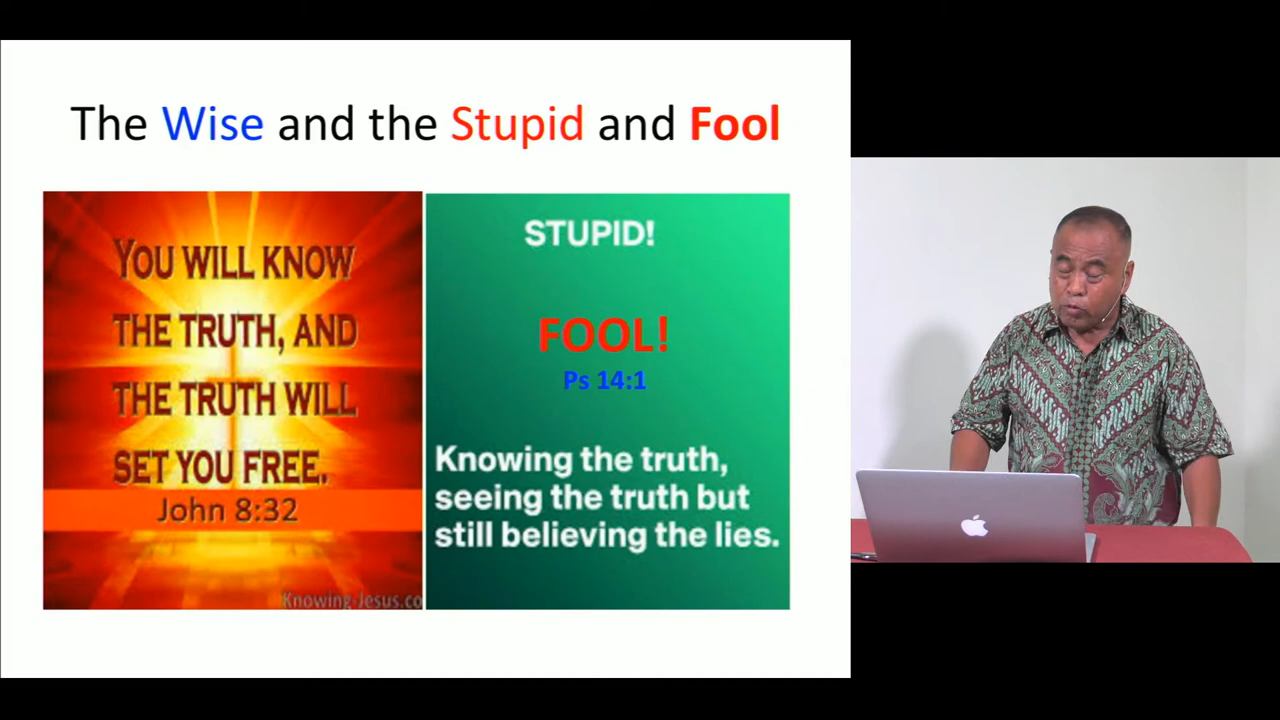 The Wise and the Stupid and Fool
YOU WILL KNOW
THE TRUTH, AND
THE TRUTH WILL
SET YOU FREE.
John 8:32
Knowing-Jesus.co
STUPID!
FOOL!
Ps 14:1
Knowing the truth,
seeing the truth but
still believing the lies.